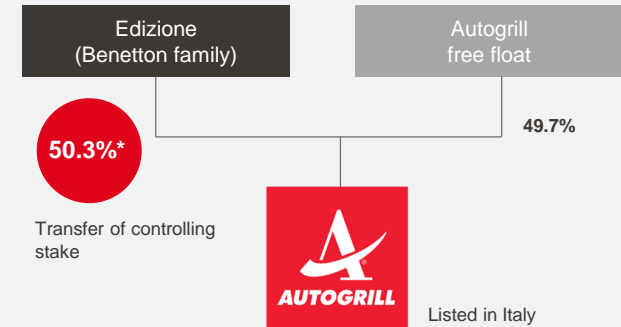 Edizione
(Benetton family)
Autogrill
free float
50.3%*
49.7%
Transfer of controlling
stake
A
AUTOGRILL
Listed in Italy